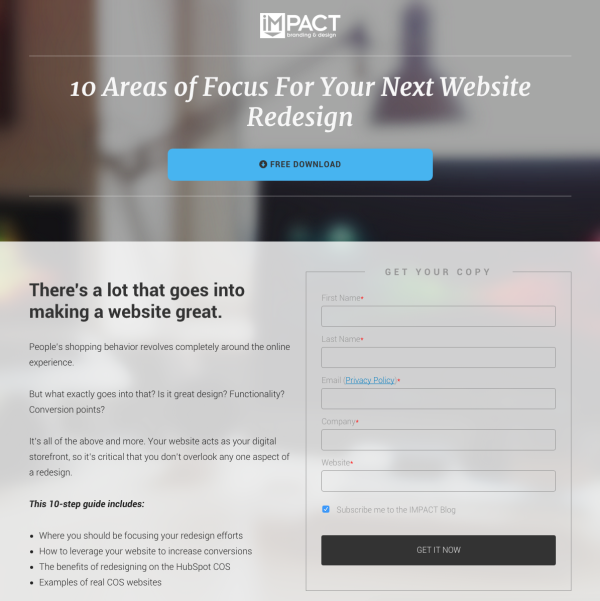 iMPACT
branding & design
10 Areas of Focus For Your Next Website
Redesign
FREE DOWNLOAD
There's a lot that goes into
making a website great.
People's shopping behavior revolves completely around the online
experience.
But what exactly goes into that? Is it great design? Functionality?
Conversion points?
It's all of the above and more. Your website acts as your digital
storefront, so it's critical that you don't overlook any one aspect of
a redesign.
This 10-step guide includes:
Where you should be focusing your redesign efforts
How to leverage your website to increase conversions
The benefits of redesigning on the HubSpot COS
Examples of real COS websites
GET YOUR COPY
First Name*
Last Name*
Email (Privacy Policy)*
Company*
Website*
Subscribe me to the IMPACT Blog
GET IT NOW